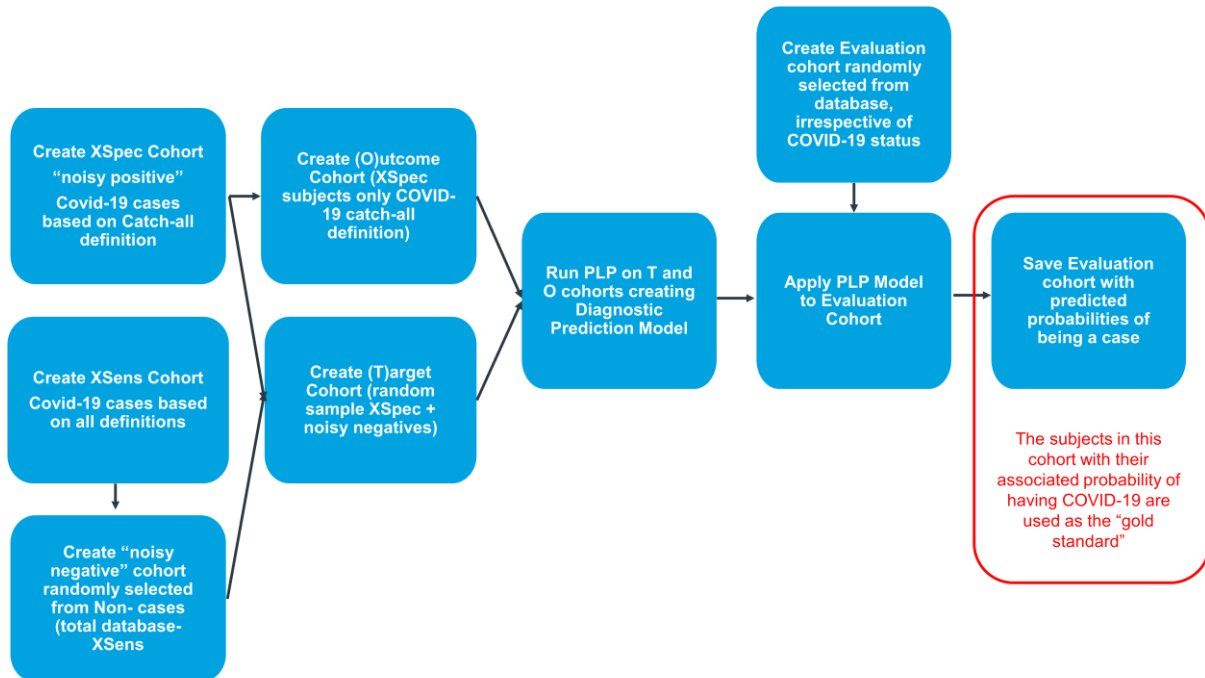 Create XSpec Cohort
“noisy positive”
Covid-19 cases
based on Catch-all
definition
Create (O)utcome
Cohort (XSpec
subjects only COVID-
19 catch-all
definition)
Create Evaluation
cohort randomly
selected from
database,
irrespective of
COVID-19 status
Create XSens Cohort
Covid-19 cases based
on all definitions
Create (T)arget
Cohort (random
sample XSpec +
noisy negatives)
Run PLP on T and
O cohorts creating
Diagnostic
Prediction Model
Apply PLP Model
to Evaluation
Cohort
Save Evaluation
cohort with
predicted
probabilities of
being a case
Create “noisy
negative” cohort
randomly selected
from Non- cases
(total database-
XSens
The subjects in this
cohort with their
associated probability of
having COVID-19 are
used as the “gold
standard”